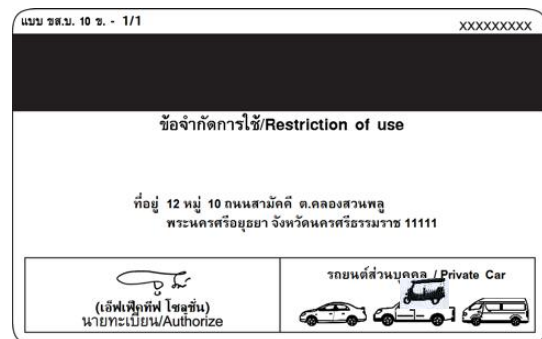 แบบ ขส.บ. 10 ข. - 1/1
XXXXXXXXX
ข้อจำกัดการใช้/Restriction of use
ที่อยู่ 12 หมู่ 10 ถนนสามัคคี ต.คลองสวนพลู
พระนครศรีอยุธยา จังหวัดนครศรีธรรมราช 11111
(เอ็ฟเฟ็คทีฟ โซลูชั่น)
นายทะเบียน/Authorize
รถยนต์ส่วนบุคคล / Private Car